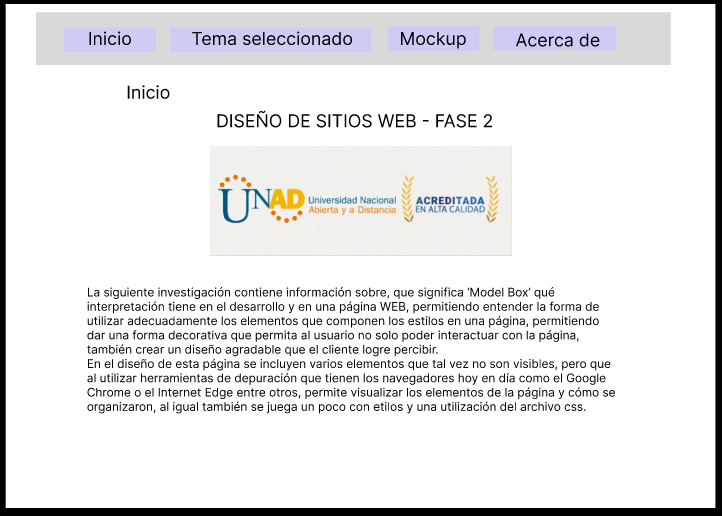 Inicio
Tema seleccionado
Mockup
Acerca de
Inicio
DISEÑO DE SITIOS WEB - FASE 2
UNAD Universidad Nacional Abierta y a Distancia
ACREDITADA EN ALTA CALIDAD
La siguiente investigación contiene información sobre, que significa ‘Model Box’ qué
interpretación tiene en el desarrollo y en una página WEB, permitiendo entender la forma de
utilizar adecuadamente los elementos que componen los estilos en una página, permitiendo
dar una forma decorativa que permita al usuario no solo poder interactuar con la página,
también crear un diseño agradable que el cliente logre percibir.
En el diseño de esta página se incluyen varios elementos que tal vez no son visibles, pero que
al utilizar herramientas de depuración que tienen los navegadores hoy en día como el Google
Chrome o el Internet Edge entre otros, permite visualizar los elementos de la página y cómo se
organizaron, al igual también se juega un poco con etilos y una utilización del archivo css.